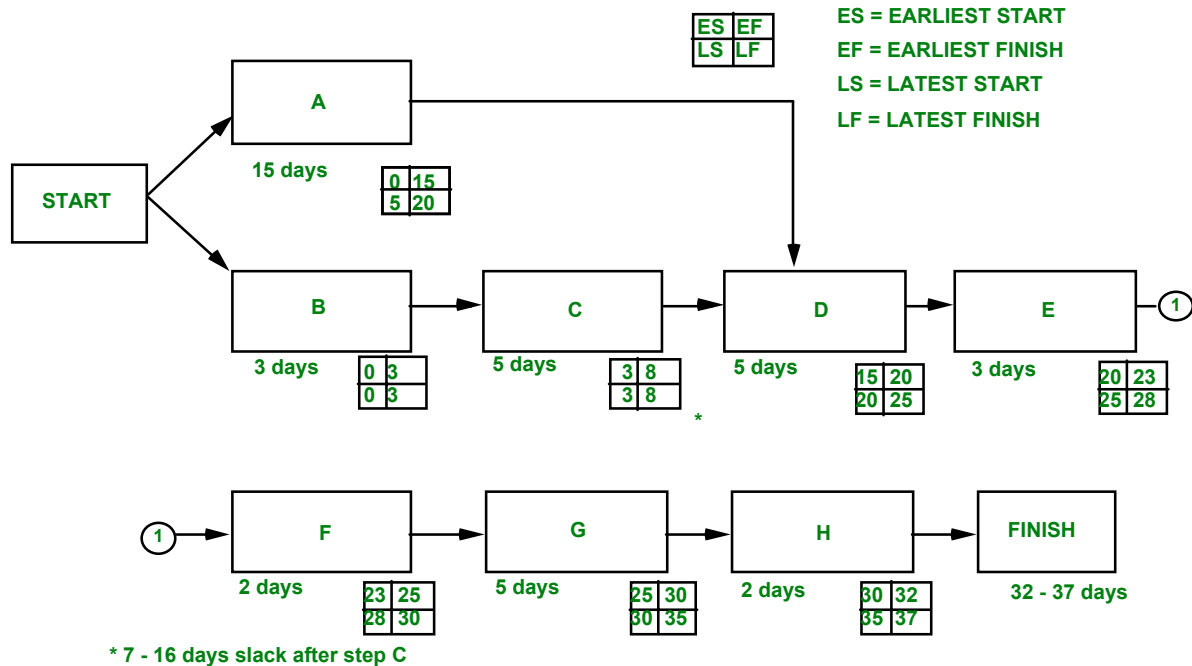 ES EF
LS LF
ES = EARLIEST START
EF = EARLIEST FINISH
LS = LATEST START
LF = LATEST FINISH
A
15 days
0 15
5 20
START
B
3 days
0 3
0 3
C
5 days
3 8
3 8
*
D
5 days
15 20
20 25
E
3 days
20 23
25 28
1
1
F
2 days
23 25
28 30
G
5 days
25 30
30 35
H
2 days
30 32
35 37
FINISH
32 - 37 days
* 7 - 16 days slack after step C